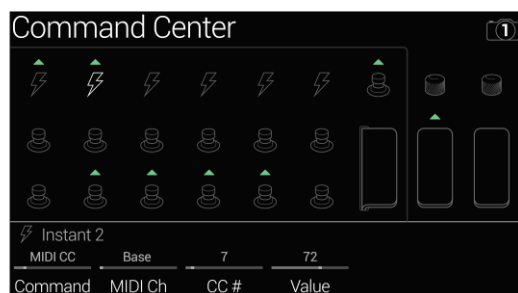 Command Center
1
Instant 2
MIDI CC Base 7 72
Command MIDI Ch CC # Value